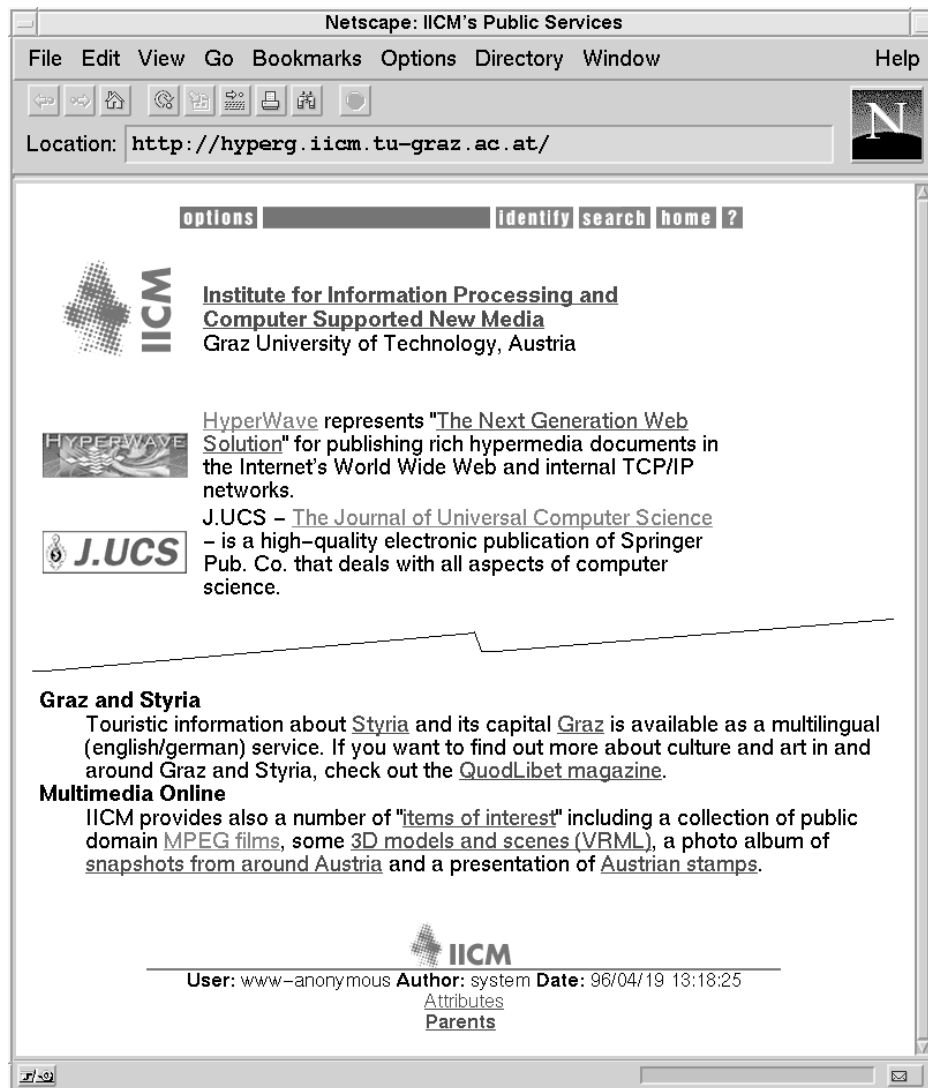 Netscape: IICM's Public Services
File Edit View Go Bookmarks Options Directory Window Help
N
Location: http://hyperg.iicm.tu-graz.ac.at/
options identify search home ?
IICM
Institute for Information Processing and
Computer Supported New Media
Graz University of Technology, Austria
HYPERWAVE
HyperWave represents "The Next Generation Web
Solution" for publishing rich hypermedia documents in
the Internet's World Wide Web and internal TCP/IP
networks.
J.UCS
J.UCS – The Journal of Universal Computer Science
– is a high–quality electronic publication of Springer
Pub. Co. that deals with all aspects of computer
science.
Graz and Styria
Touristic information about Styria and its capital Graz is available as a multilingual
(english/german) service. If you want to find out more about culture and art in and
around Graz and Styria, check out the QuodLibet magazine.
Multimedia Online
IICM provides also a number of "items of interest" including a collection of public
domain MPEG films, some 3D models and scenes (VRML), a photo album of
snapshots from around Austria and a presentation of Austrian stamps.
IICM
User: www–anonymous Author: system Date: 96/04/19 13:18:25
Attributes
Parents